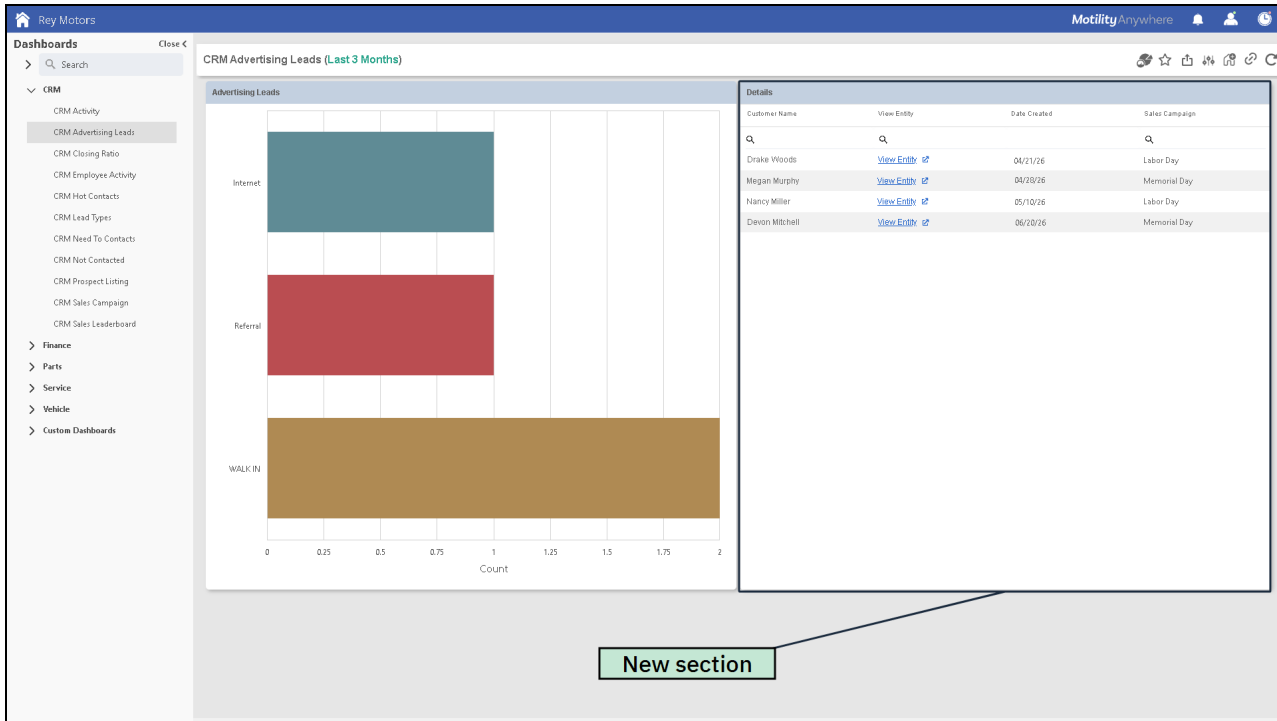 Rey Motors
MotilityAnywhere
Dashboards
Close
Search
CRM
CRM Activity
CRM Advertising Leads
CRM Closing Ratio
CRM Employee Activity
CRM Hot Contacts
CRM Lead Types
CRM Need To Contacts
CRM Not Contacted
CRM Prospect Listing
CRM Sales Campaign
CRM Sales Leaderboard
Finance
Parts
Service
Vehicle
Custom Dashboards
CRM Advertising Leads (Last 3 Months)
Advertising Leads
Internet
Referral
WALK IN
0 0.25 0.5 0.75 1 1.25 1.5 1.75 2
Count
Details
Customer Name View Entity Date Created Sales Campaign
Drake Woods View Entity 04/21/26 Labor Day
Megan Murphy View Entity 04/28/26 Memorial Day
Nancy Miller View Entity 05/10/26 Labor Day
Devon Mitchell View Entity 06/20/26 Memorial Day
New section